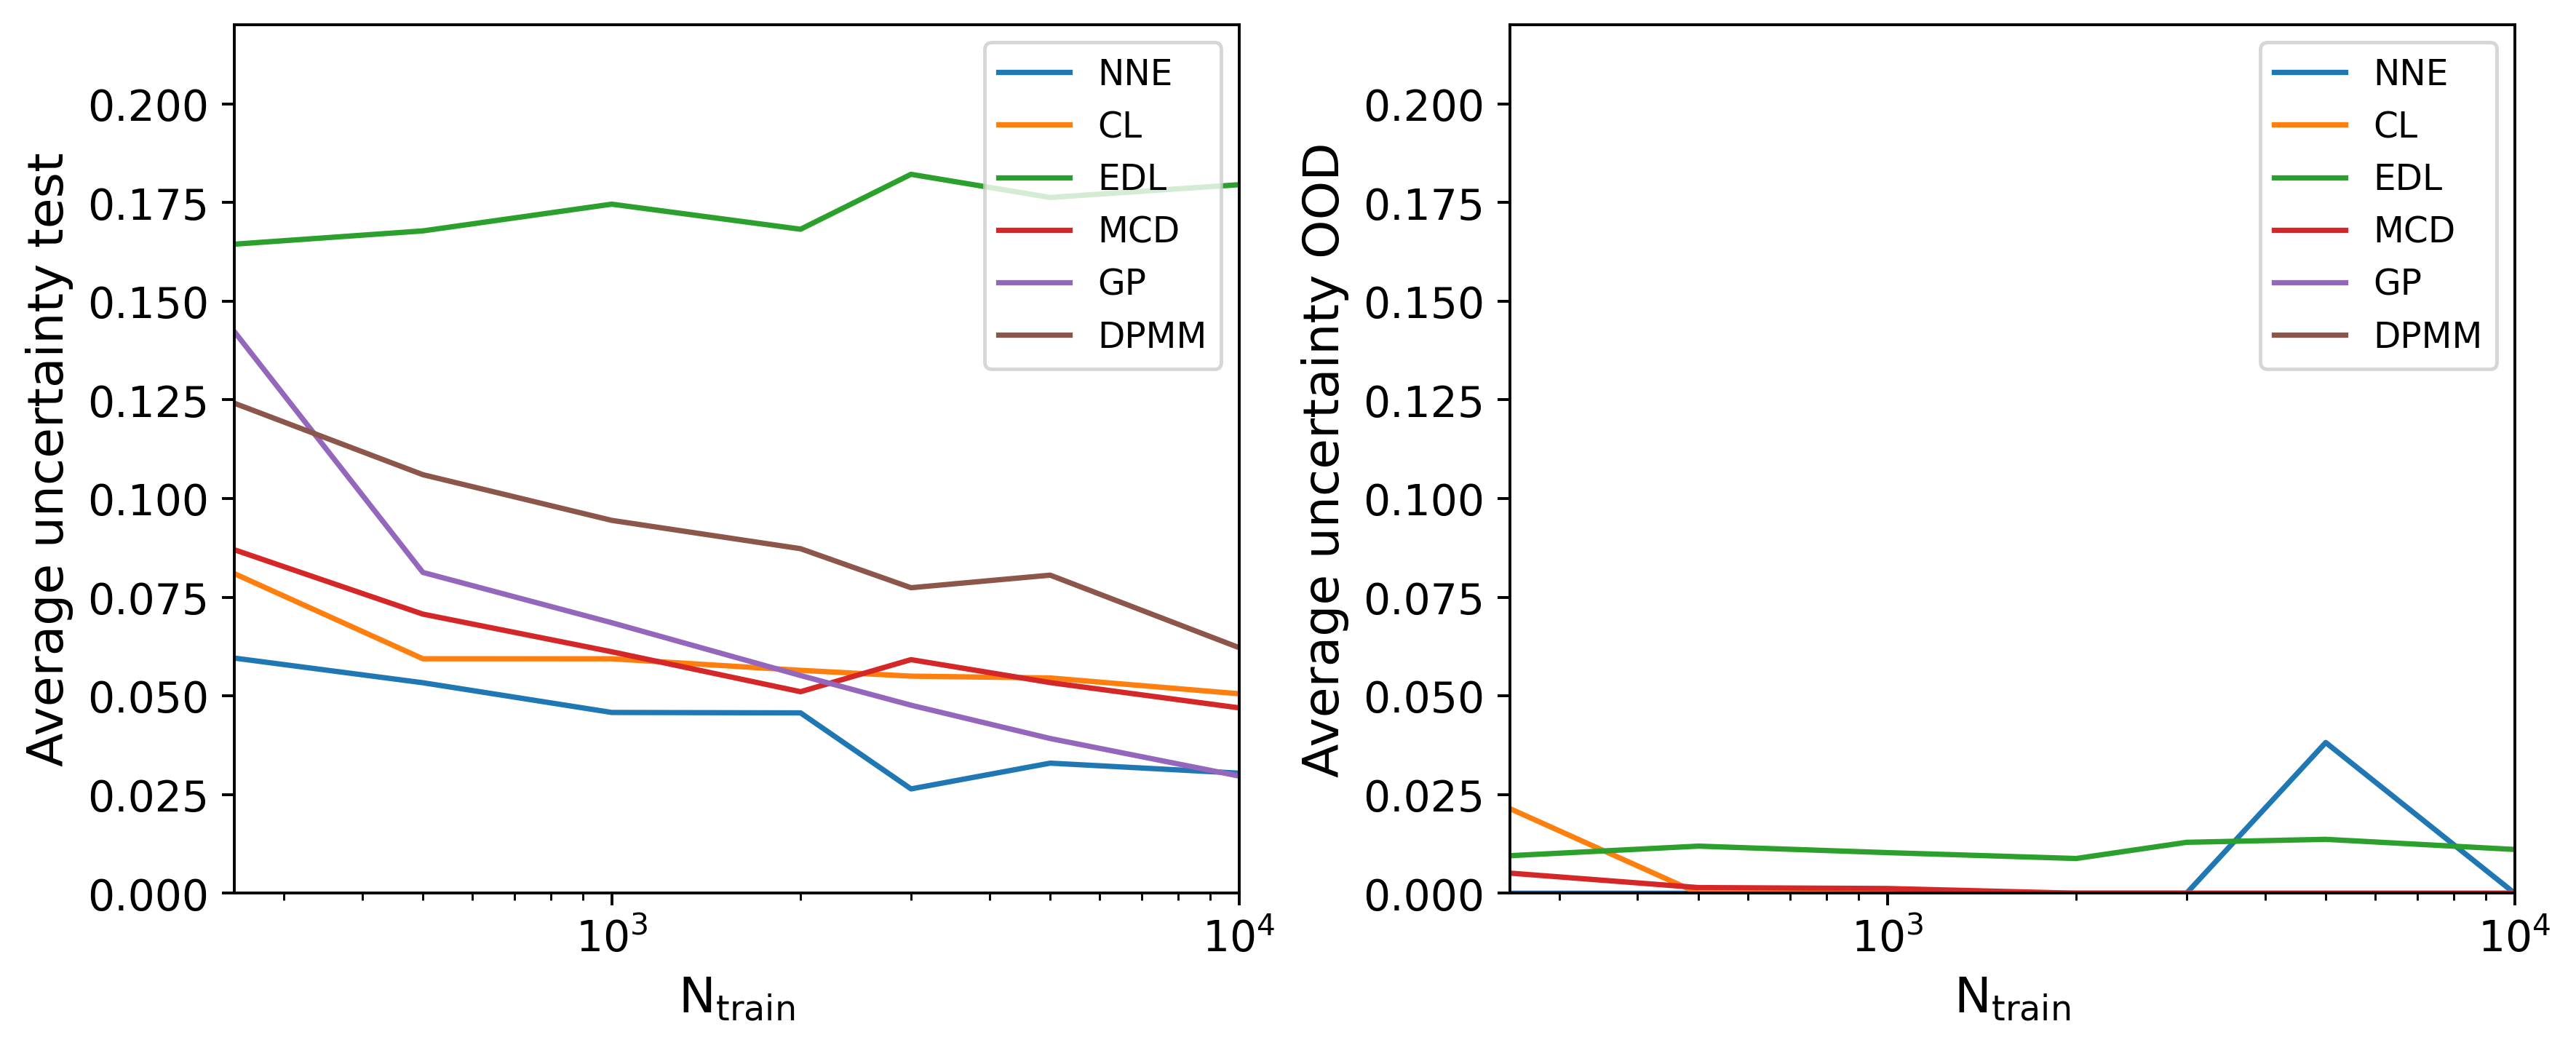 Average uncertainty test
0.200
0.175
0.150
0.125
0.100
0.075
0.050
0.025
0.000
10³
10⁴
N_train
NNE
CL
EDL
MCD
GP
DPMM
Average uncertainty OOD
0.200
0.175
0.150
0.125
0.100
0.075
0.050
0.025
0.000
10³
10⁴
N_train
NNE
CL
EDL
MCD
GP
DPMM